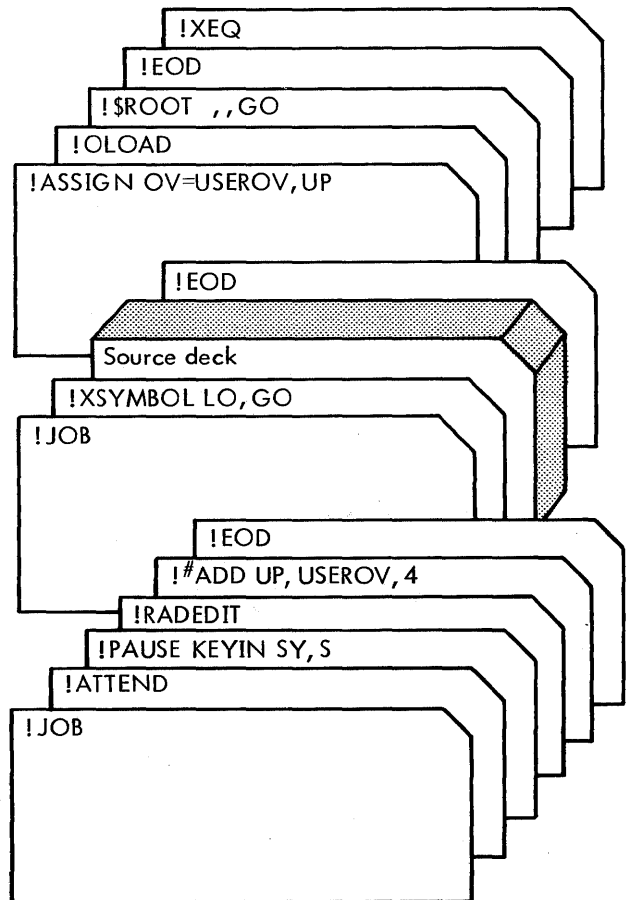 !XEQ
!EOD
!$ROOT ,,GO
!OLOAD
!ASSIGN OV=USEROV,UP
!EOD
Source deck
!XSYMBOL LO,GO
!JOB
!EOD
!#ADD UP,USEROV,4
!RADEDIT
!PAUSE KEYIN SY,S
!ATTEND
!JOB